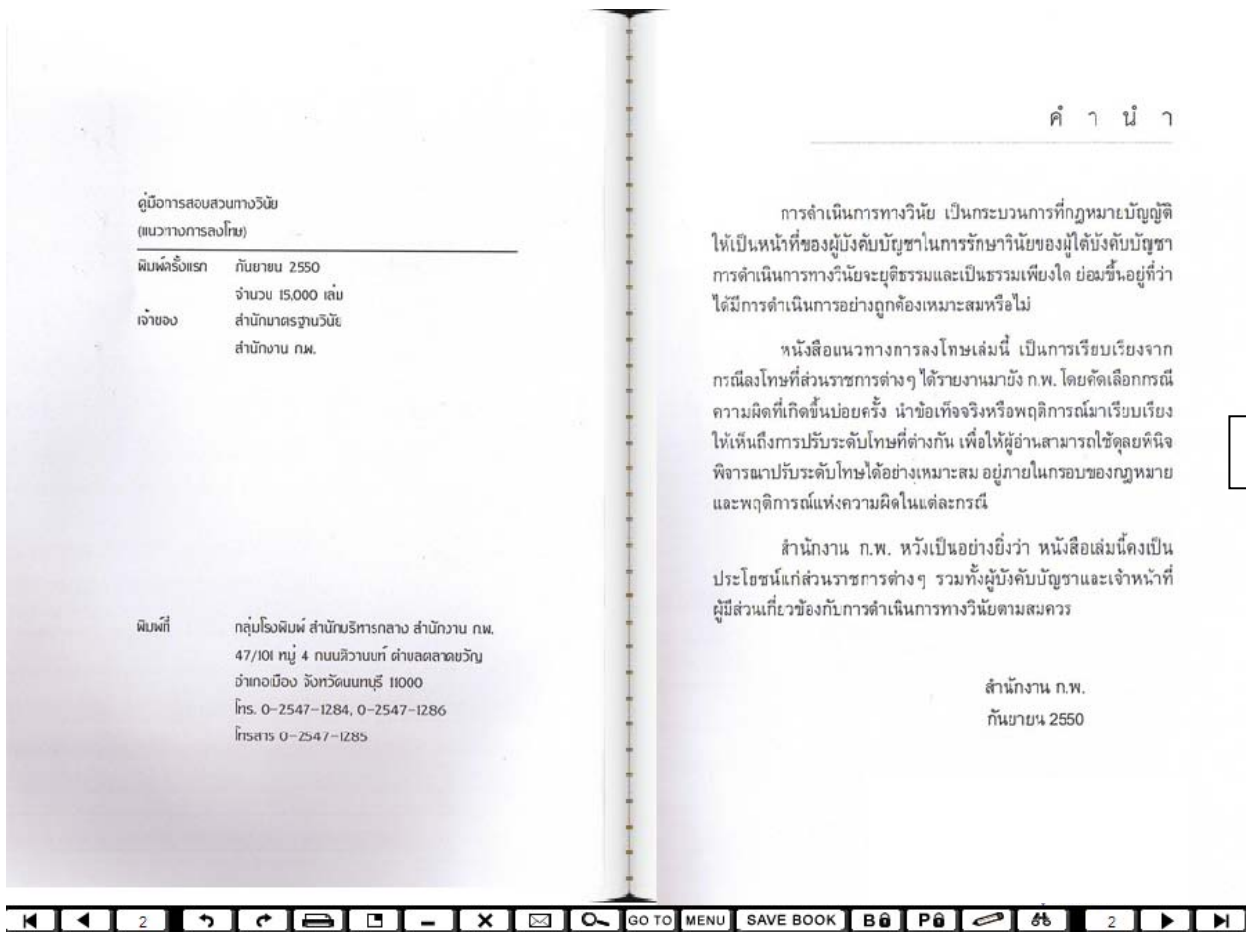 คู่มือการสอบสวนทางวินัย
(แนวทางการลงโทษ)
พิมพ์ครั้งแรก กันยายน 2550
จำนวน 15,000 เล่ม
เจ้าของ สำนักมาตรฐานวินัย
สำนักงาน ก.พ.
พิมพ์ที่ กลุ่มโรงพิมพ์ สำนักบริหารกลาง สำนักงาน ก.พ.
47/101 หมู่ 4 ถนนติวานนท์ ตำบลตลาดขวัญ
อำเภอเมือง จังหวัดนนทบุรี 11000
โทร. 0-2547-1284, 0-2547-1286
โทรสาร 0-2547-1285
คำนำ
การดำเนินการทางวินัย เป็นกระบวนการที่กฎหมายบัญญัติ
ให้เป็นหน้าที่ของผู้บังคับบัญชาในการรักษาวินัยของผู้ใต้บังคับบัญชา
การดำเนินการทางวินัยจะยุติธรรมและเป็นธรรมเพียงใด ย่อมขึ้นอยู่ที่ว่า
ได้มีการดำเนินการอย่างถูกต้องเหมาะสมหรือไม่
หนังสือแนวทางการลงโทษเล่มนี้ เป็นการเรียบเรียงจาก
กรณีลงโทษที่ส่วนราชการต่างๆ ได้รายงานมายัง ก.พ. โดยคัดเลือกกรณี
ความผิดที่เกิดขึ้นบ่อยครั้ง นำข้อเท็จจริงหรือพฤติการณ์มาเรียบเรียง
ให้เห็นถึงการปรับระดับโทษที่ต่างกัน เพื่อให้ผู้อ่านสามารถใช้ดุลยพินิจ
พิจารณาปรับระดับโทษได้อย่างเหมาะสม อยู่ภายในกรอบของกฎหมาย
และพฤติการณ์แห่งความผิดในแต่ละกรณี
สำนักงาน ก.พ. หวังเป็นอย่างยิ่งว่า หนังสือเล่มนี้คงเป็น
ประโยชน์แก่ส่วนราชการต่างๆ รวมทั้งผู้บังคับบัญชาและเจ้าหน้าที่
ผู้มีส่วนเกี่ยวข้องกับการดำเนินการทางวินัยตามสมควร
สำนักงาน ก.พ.
กันยายน 2550
2 GO TO MENU SAVE BOOK B P 2